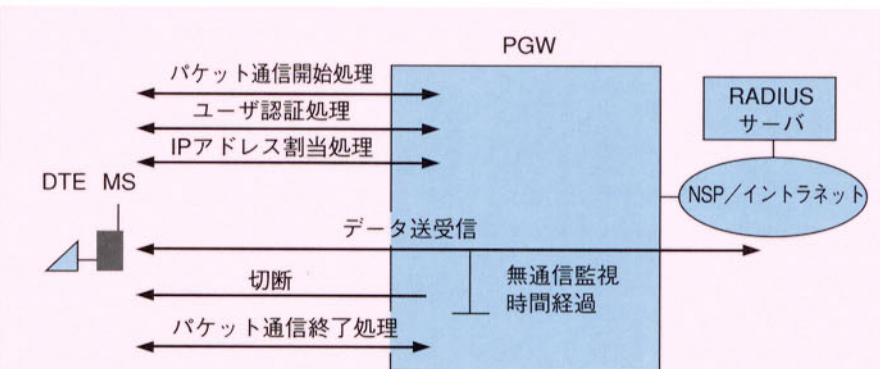 PGW
パケット通信開始処理
ユーザ認証処理
IPアドレス割当処理
RADIUS
サーバ
DTE MS
NSP/イントラネット
データ送受信
切断
無通信監視
時間経過
パケット通信終了処理